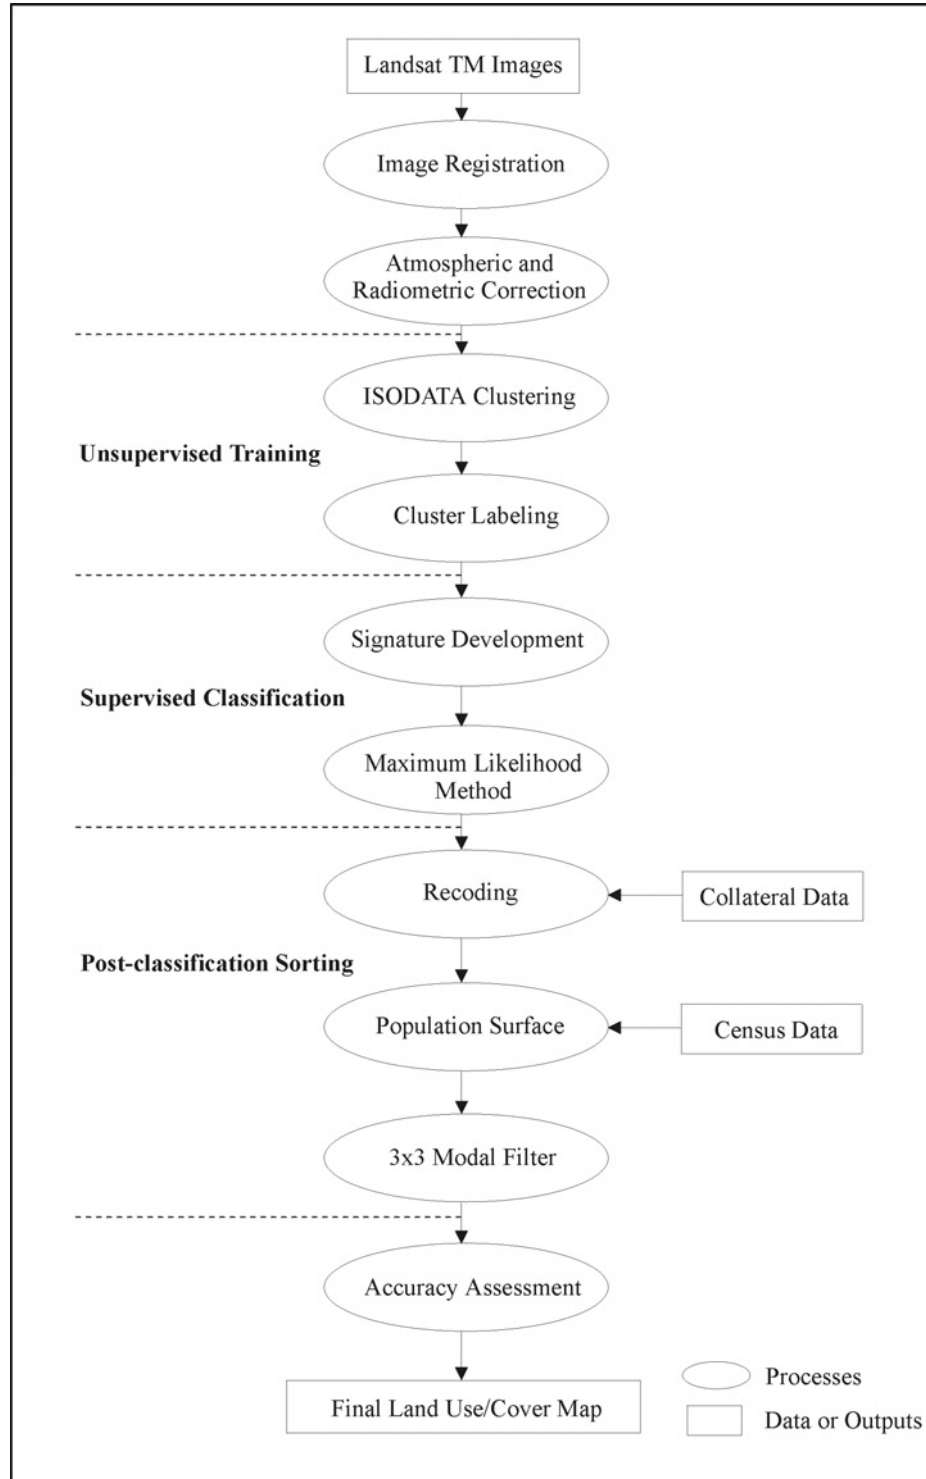 Landsat TM Images
Image Registration
Atmospheric and
Radiometric Correction
ISODATA Clustering
Unsupervised Training
Cluster Labeling
Signature Development
Supervised Classification
Maximum Likelihood
Method
Recoding
Collateral Data
Post-classification Sorting
Population Surface
Census Data
3x3 Modal Filter
Accuracy Assessment
Final Land Use/Cover Map
Processes
Data or Outputs